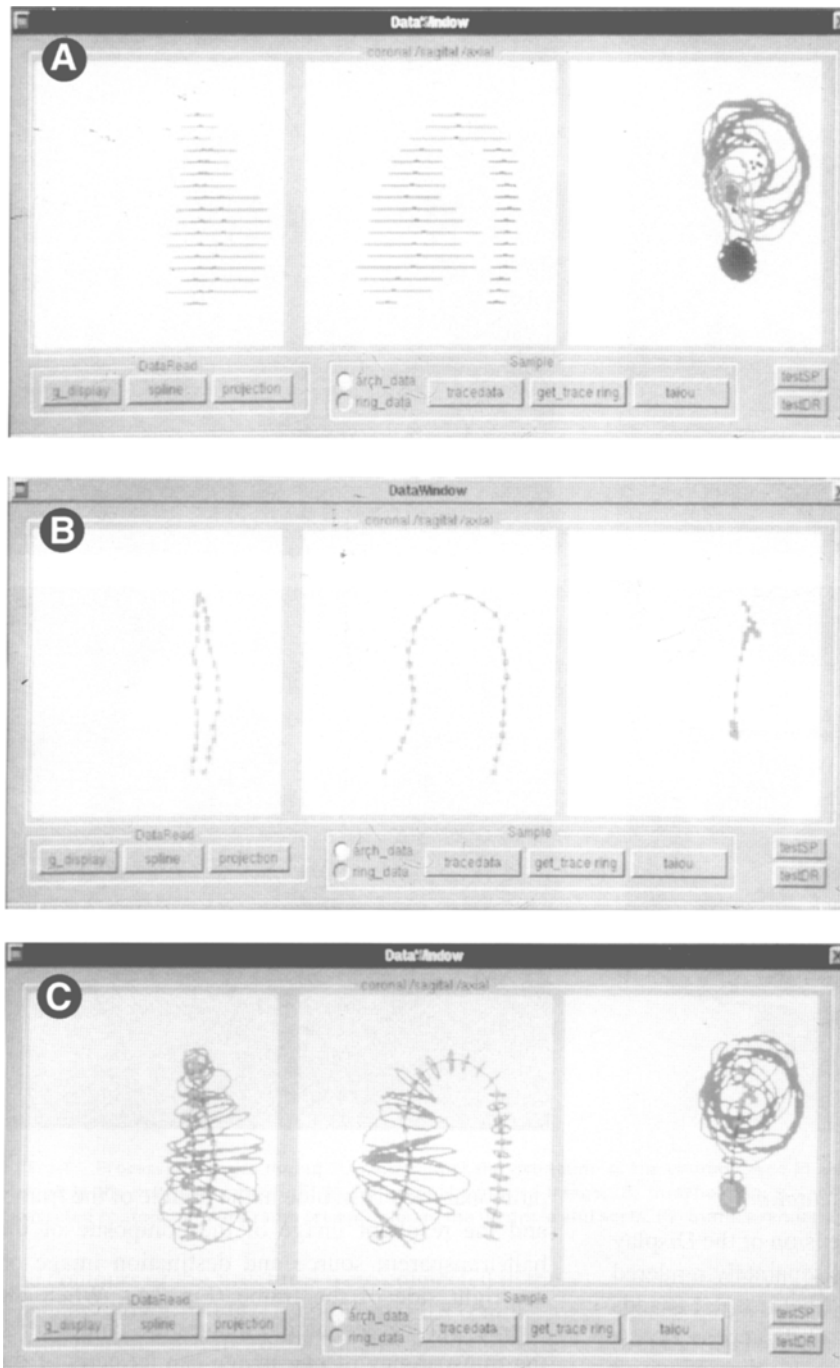 DataWindow
A
coronal /sagital /axial
DataRead
g_display spline projection
Sample
arch_data
ring_data
tracedata get_trace ring taiou
testSP
testDR
DataWindow
B
coronal /sagital /axial
DataRead
g_display spline projection
Sample
arch_data
ring_data
tracedata get_trace ring taiou
testSP
testDR
DataWindow
C
coronal /sagital /axial
DataRead
g_display spline projection
Sample
arch_data
ring_data
tracedata get_trace ring taiou
testSP
testDR